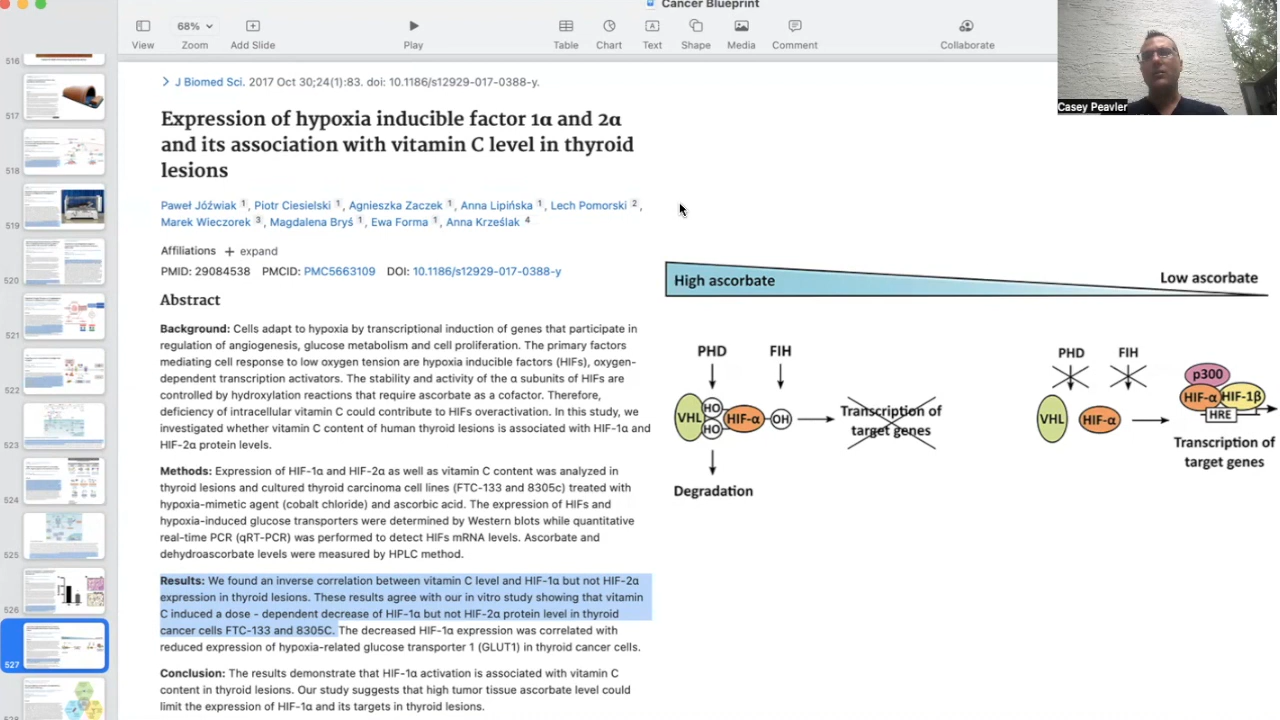 Cancer Blueprint
68%
View
Zoom
Add Slide
Play
Table
Chart
Text
Shape
Media
Comment
Collaborate
Casey Peavler
516
517
518
519
520
521
522
523
524
525
526
527
528
> J Biomed Sci. 2017 Oct 30;24(1):83. doi: 10.1186/s12929-017-0388-y.
Expression of hypoxia inducible factor 1α and 2α
and its association with vitamin C level in thyroid
lesions
Paweł Jóźwiak 1, Piotr Ciesielski 1, Agnieszka Zaczek 1, Anna Lipińska 1, Lech Pomorski 2,
Marek Wieczorek 3, Magdalena Bryś 1, Ewa Forma 1, Anna Krześlak 4
Affiliations + expand
PMID: 29084538 PMCID: PMC5663109 DOI: 10.1186/s12929-017-0388-y
Abstract
Background: Cells adapt to hypoxia by transcriptional induction of genes that participate in
regulation of angiogenesis, glucose metabolism and cell proliferation. The primary factors
mediating cell response to low oxygen tension are hypoxia inducible factors (HIFs), oxygen-
dependent transcription activators. The stability and activity of the α subunits of HIFs are
controlled by hydroxylation reactions that require ascorbate as a cofactor. Therefore,
deficiency of intracellular vitamin C could contribute to HIFs overactivation. In this study, we
investigated whether vitamin C content of human thyroid lesions is associated with HIF-1α and
HIF-2α protein levels.
Methods: Expression of HIF-1α and HIF-2α as well as vitamin C content was analyzed in
thyroid lesions and cultured thyroid carcinoma cell lines (FTC-133 and 8305c) treated with
hypoxia-mimetic agent (cobalt chloride) and ascorbic acid. The expression of HIFs and
hypoxia-induced glucose transporters were determined by Western blots while quantitative
real-time PCR (qRT-PCR) was performed to detect HIFs mRNA levels. Ascorbate and
dehydroascorbate levels were measured by HPLC method.
Results: We found an inverse correlation between vitamin C level and HIF-1α but not HIF-2α
expression in thyroid lesions. These results agree with our in vitro study showing that vitamin
C induced a dose - dependent decrease of HIF-1α but not HIF-2α protein level in thyroid
cancer cells FTC-133 and 8305C. The decreased HIF-1α expression was correlated with
reduced expression of hypoxia-related glucose transporter 1 (GLUT1) in thyroid cancer cells.
Conclusion: The results demonstrate that HIF-1α activation is associated with vitamin C
content in thyroid lesions. Our study suggests that high tumor tissue ascorbate level could
limit the expression of HIF-1α and its targets in thyroid lesions.
High ascorbate
Low ascorbate
PHD FIH
VHL HO HO HIF-α OH
Transcription of
target genes
Degradation
PHD FIH
VHL HIF-α
p300
HIF-α HIF-1β
HRE
Transcription of
target genes